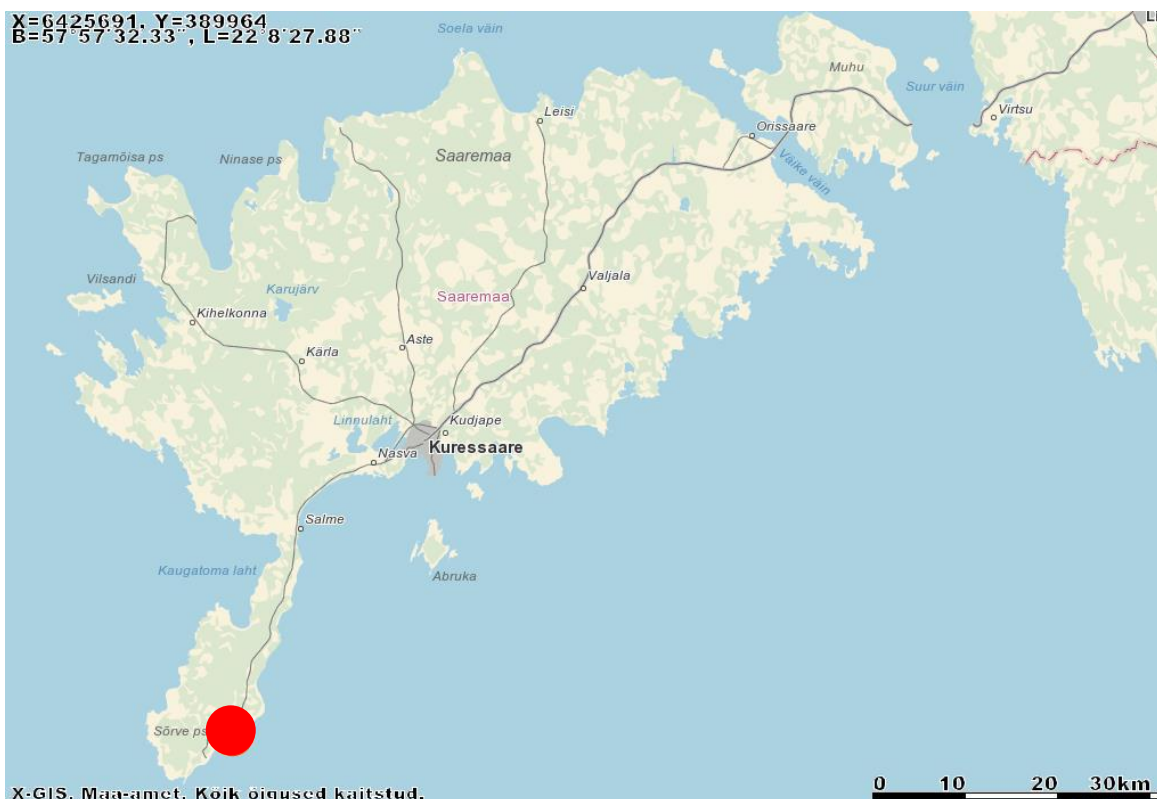 X=6425691, Y=389964
B=57°57'32.33", L=22°8'27.88"
Soela väin
Muhu
Suur väin
Virtsu
Leisi
Orissaare
Väike väin
Tagamõisa ps
Ninase ps
Saaremaa
Vilsandi
Karujärv
Saaremaa
Valjala
Kihelkonna
Aste
Kärla
Linnulaht
Kudjape
Kuressaare
Nasva
Salme
Kaugatoma laht
Abruka
Sõrve ps
0 10 20 30km
X-GIS. Maa-amet. Kõik õigused kaitstud.